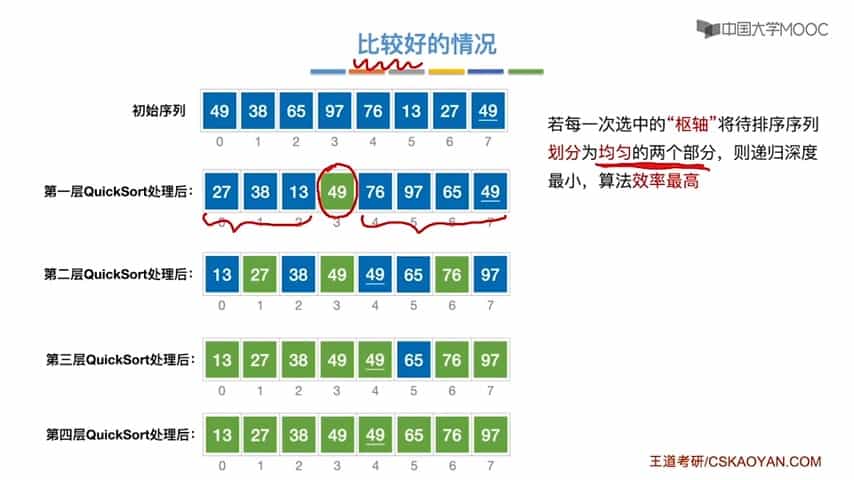 中国大学MOOC
比较好的情况
初始序列 49 38 65 97 76 13 27 49
0 1 2 3 4 5 6 7
若每一次选中的“枢轴”将待排序序列
划分为均匀的两个部分，则递归深度
最小，算法效率最高
第一层QuickSort处理后： 27 38 13 49 76 97 65 49
0 1 2 3 4 5 6 7
第二层QuickSort处理后： 13 27 38 49 49 65 76 97
0 1 2 3 4 5 6 7
第三层QuickSort处理后： 13 27 38 49 49 65 76 97
0 1 2 3 4 5 6 7
第四层QuickSort处理后： 13 27 38 49 49 65 76 97
0 1 2 3 4 5 6 7
王道考研/CSKAOYAN.COM